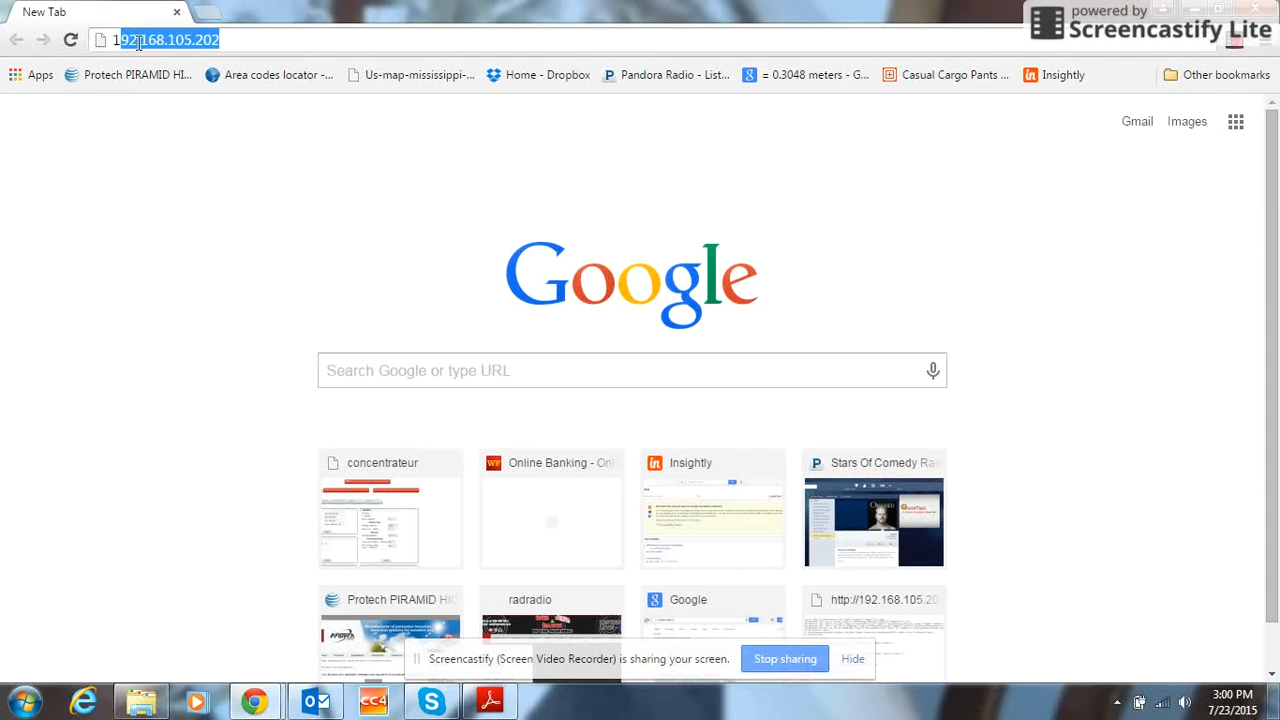 New Tab
powered by
Screencastify Lite
192.168.105.202
Apps
Protech PIRAMID HI...
Area codes locator -...
Us-map-mississippi-...
Home - Dropbox
Pandora Radio - List...
= 0.3048 meters - G...
Casual Cargo Pants ...
Insightly
Other bookmarks
Gmail
Images
Google
Search Google or type URL
concentrateur
Online Banking - Onl
Insightly
Stars Of Comedy Rad
Protech PIRAMID HIG
radradio
Google
http://192.168.105.20
Screencastify (Screen Video Recorder) is sharing your screen.
Stop sharing
Hide
CC4
3:00 PM
7/23/2015